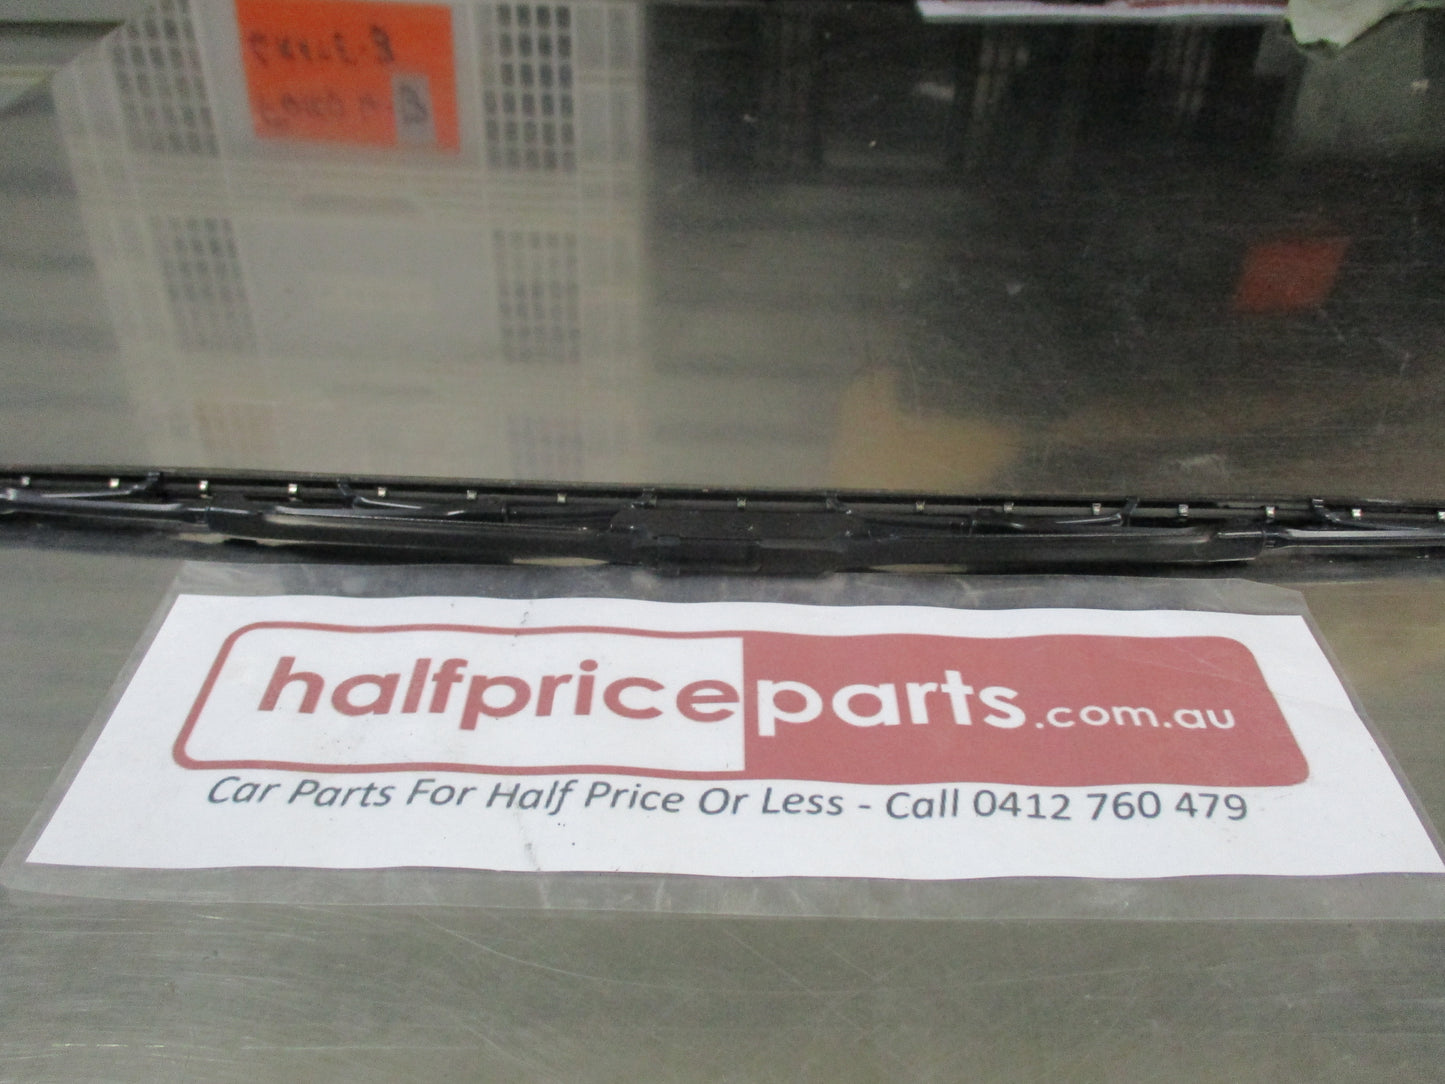 halfpriceparts.com.au
Car Parts For Half Price Or Less - Call 0412 760 479